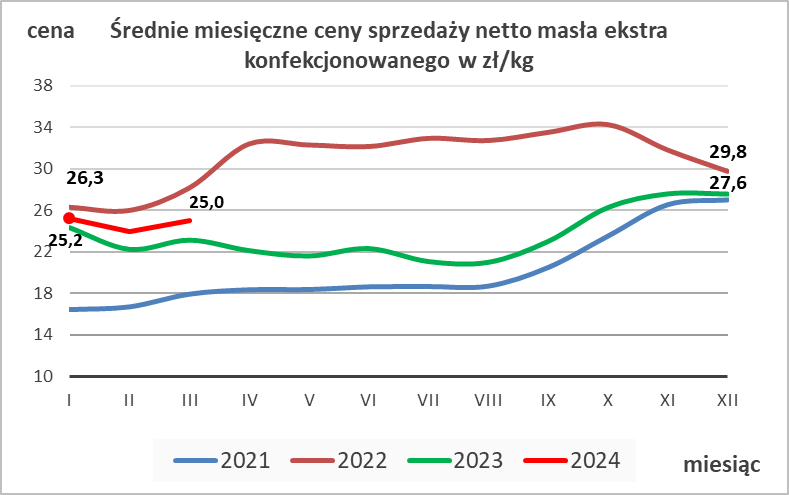 cena Średnie miesięczne ceny sprzedaży netto masła ekstra
konfekcjonowanego w zł/kg
38
34
30
26
22
18
14
10
26,3
25,2
25,0
29,8
27,6
I II III IV V VI VII VIII IX X XI XII
2021 2022 2023 2024
miesiąc